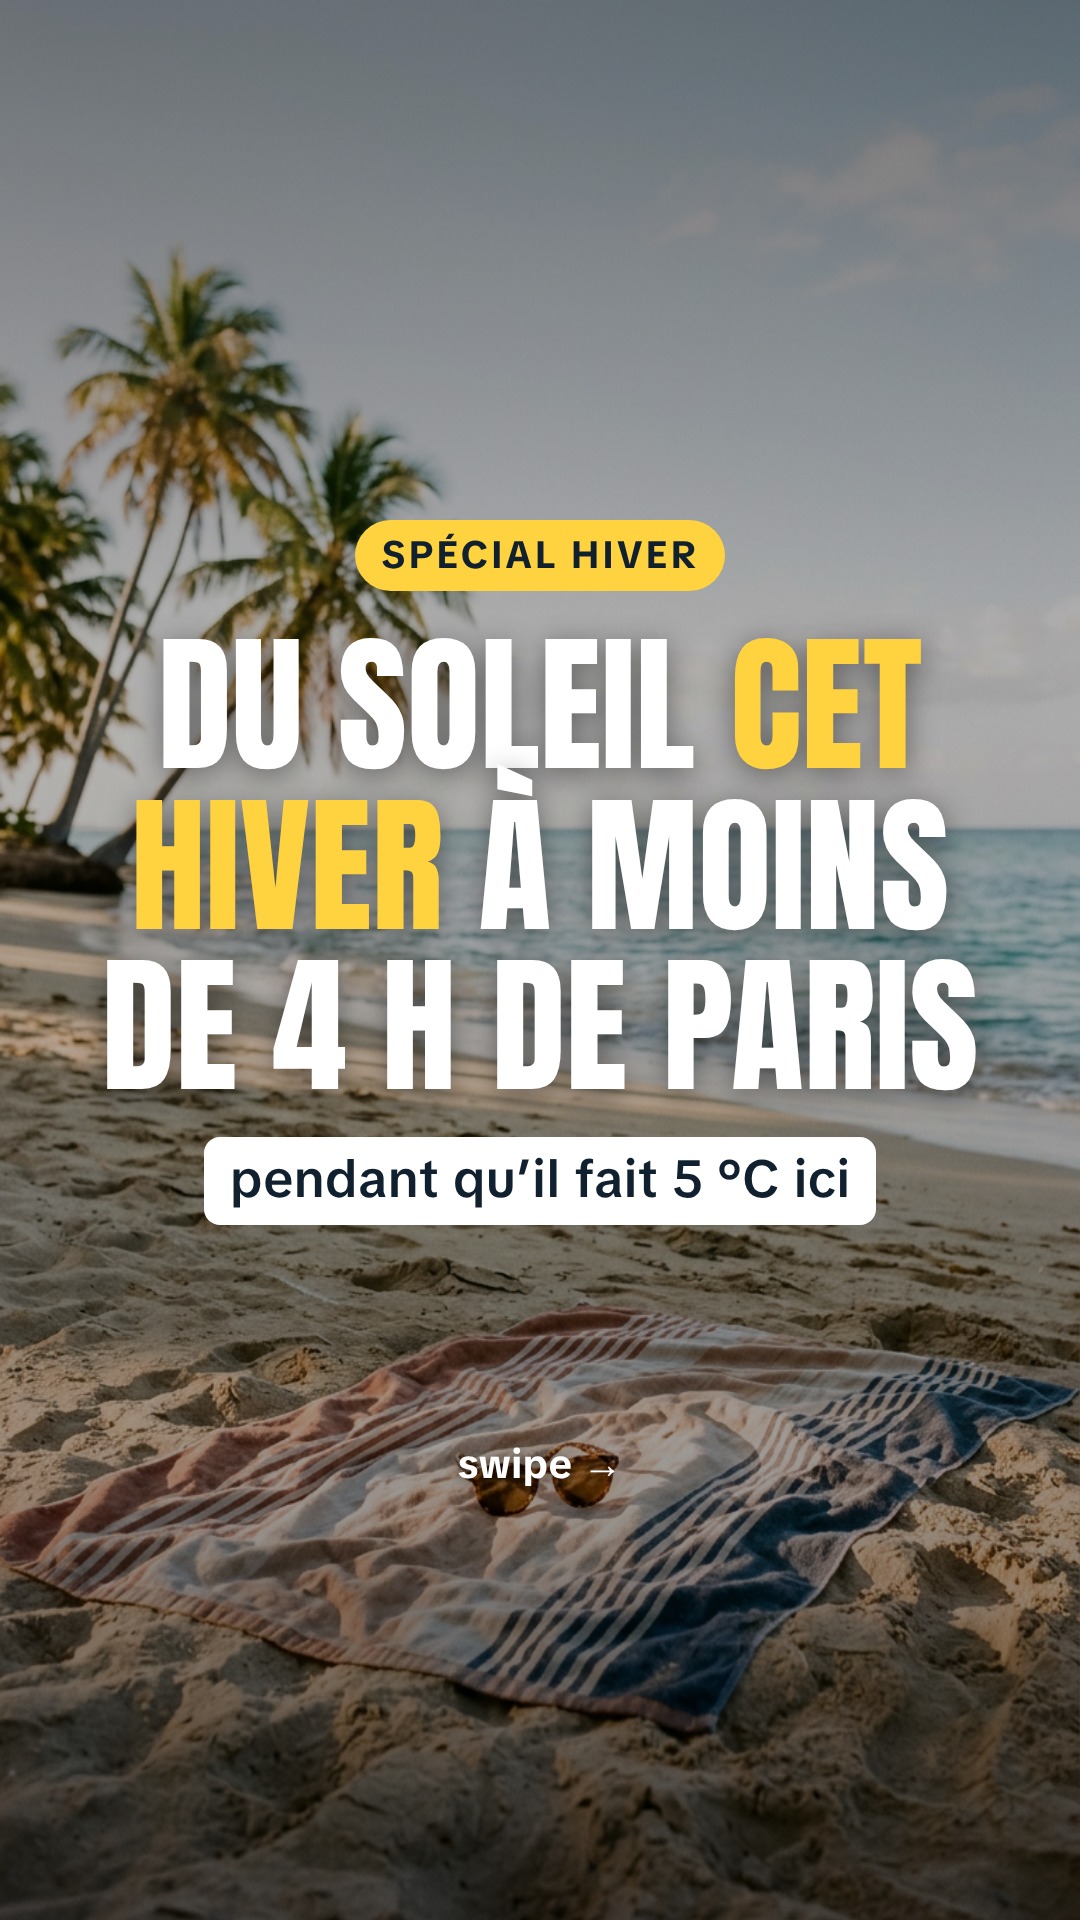 SPÉCIAL HIVER
DU SOLEIL CET
HIVER À MOINS
DE 4 H DE PARIS
pendant qu’il fait 5 °C ici
swipe →